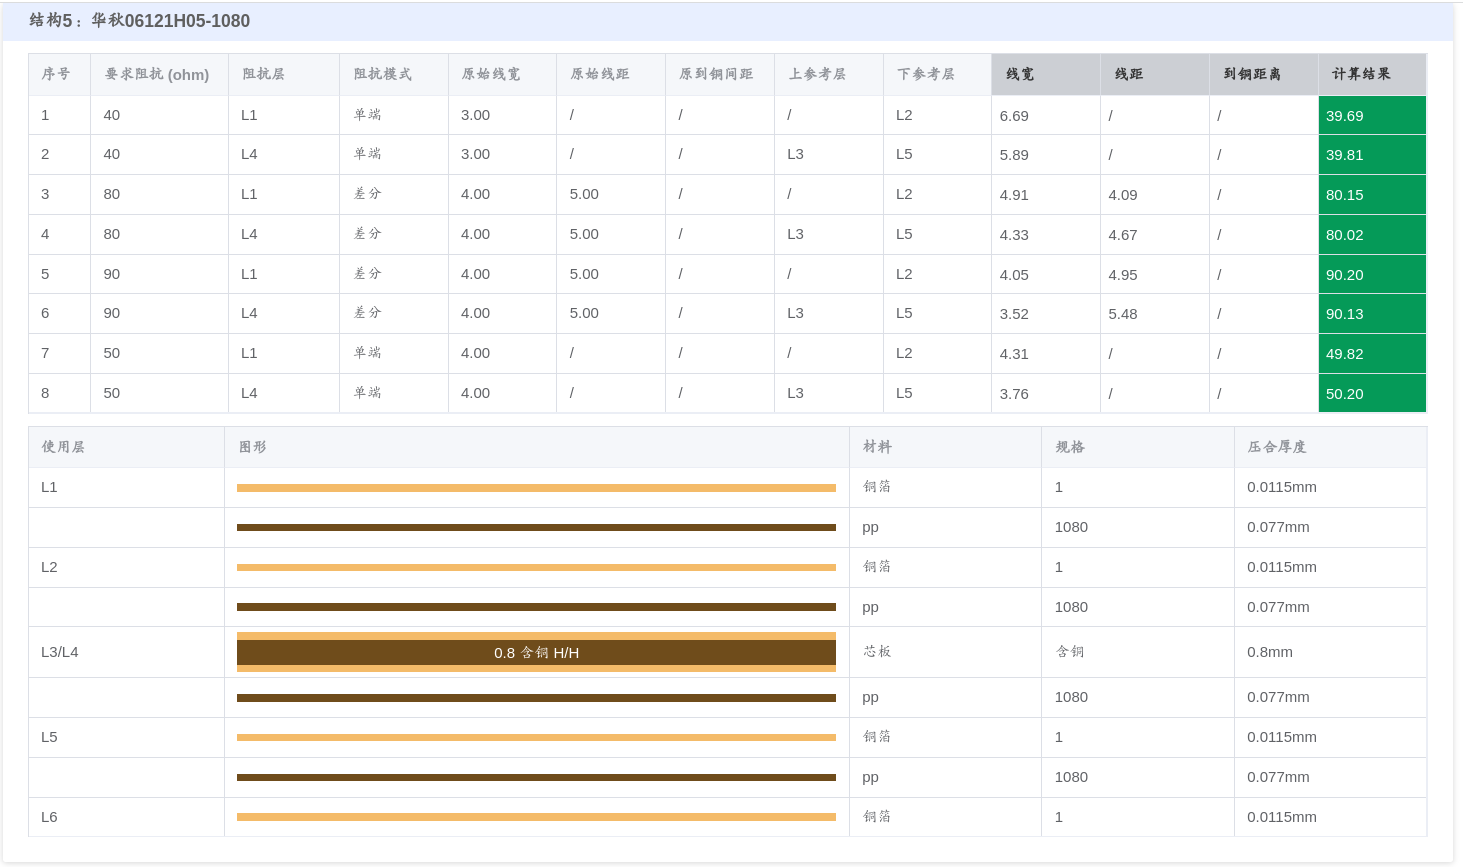 结构5：华秋06121H05-1080
序号 要求阻抗 (ohm) 阻抗层 阻抗模式 原始线宽 原始线距 原到铜间距 上参考层 下参考层 线宽 线距 到铜距离 计算结果
1 40 L1 单端 3.00 / / / L2 6.69 / / 39.69
2 40 L4 单端 3.00 / / L3 L5 5.89 / / 39.81
3 80 L1 差分 4.00 5.00 / / L2 4.91 4.09 / 80.15
4 80 L4 差分 4.00 5.00 / L3 L5 4.33 4.67 / 80.02
5 90 L1 差分 4.00 5.00 / / L2 4.05 4.95 / 90.20
6 90 L4 差分 4.00 5.00 / L3 L5 3.52 5.48 / 90.13
7 50 L1 单端 4.00 / / / L2 4.31 / / 49.82
8 50 L4 单端 4.00 / / L3 L5 3.76 / / 50.20
使用层 图形 材料 规格 压合厚度
L1 铜箔 1 0.0115mm
pp 1080 0.077mm
L2 铜箔 1 0.0115mm
pp 1080 0.077mm
L3/L4 0.8 含铜 H/H 芯板 含铜 0.8mm
pp 1080 0.077mm
L5 铜箔 1 0.0115mm
pp 1080 0.077mm
L6 铜箔 1 0.0115mm